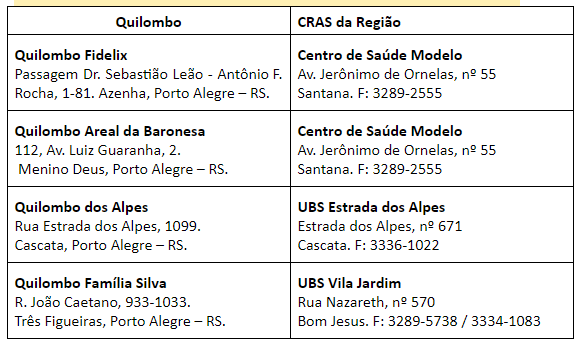 Quilombo
CRAS da Região
Quilombo Fidelix
Passagem Dr. Sebastião Leão - Antônio F.
Rocha, 1-81. Azenha, Porto Alegre – RS.
Centro de Saúde Modelo
Av. Jerônimo de Ornelas, nº 55
Santana. F: 3289-2555
Quilombo Areal da Baronesa
112, Av. Luiz Guaranha, 2.
Menino Deus, Porto Alegre – RS.
Centro de Saúde Modelo
Av. Jerônimo de Ornelas, nº 55
Santana. F: 3289-2555
Quilombo dos Alpes
Rua Estrada dos Alpes, 1099.
Cascata, Porto Alegre – RS.
UBS Estrada dos Alpes
Estrada dos Alpes, nº 671
Cascata. F: 3336-1022
Quilombo Família Silva
R. João Caetano, 933-1033.
Três Figueiras, Porto Alegre – RS.
UBS Vila Jardim
Rua Nazareth, nº 570
Bom Jesus. F: 3289-5738 / 3334-1083